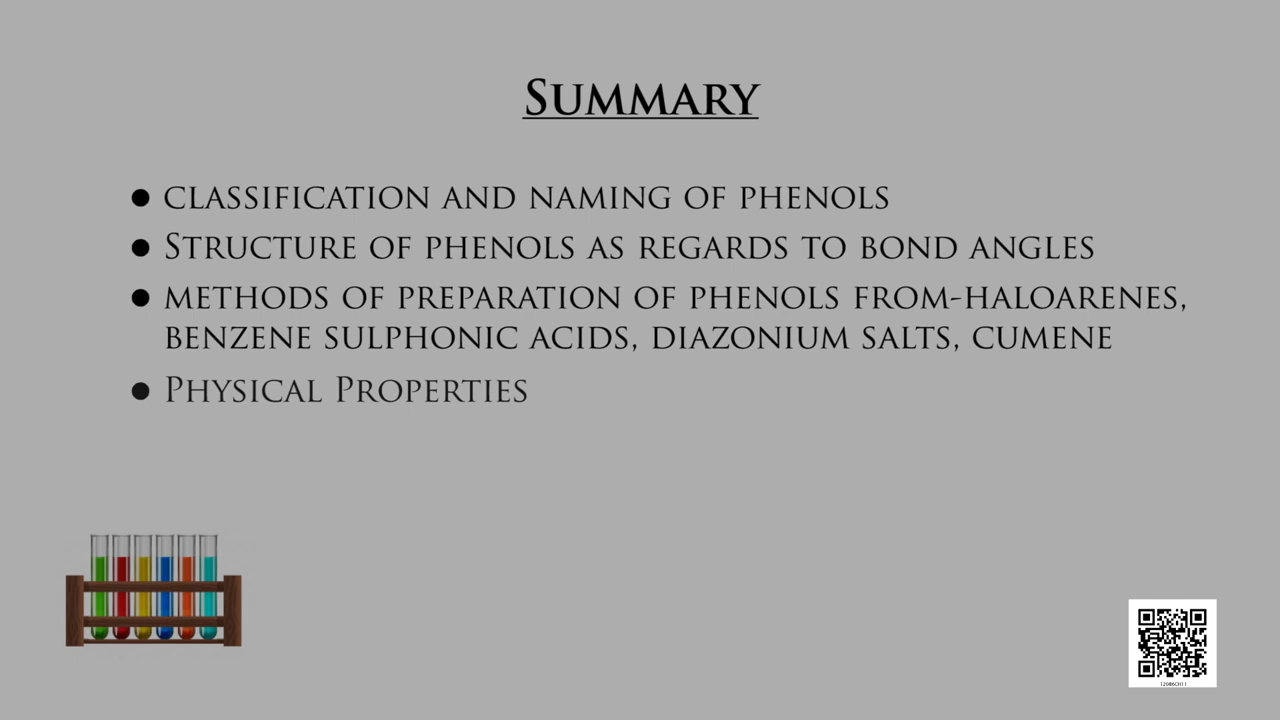 Summary
• classification and naming of phenols
• Structure of phenols as regards to bond angles
• methods of preparation of phenols from-haloarenes,
benzene sulphonic acids, diazonium salts, cumene
• Physical Properties
12086CH11